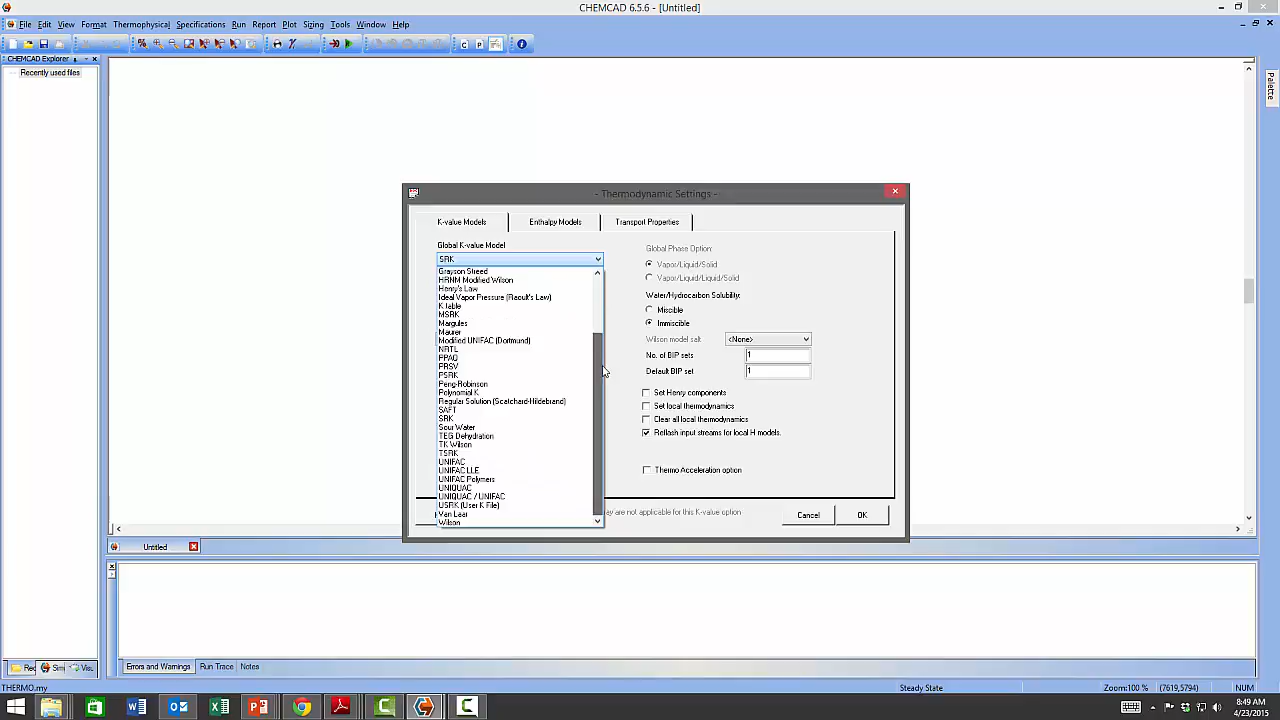 CHEMCAD 6.5.6 - [Untitled]
File Edit View Format Thermophysical Specifications Run Report Plot Sizing Tools Window Help
CHEMCAD Explorer
Recently used files
Palette
- Thermodynamic Settings -
K-value Models Enthalpy Models Transport Properties
Global K-value Model
SRK
Grayson Streed
HRNM Modified Wilson
Henry's Law
Ideal Vapor Pressure (Raoult's Law)
K table
MSRK
Margules
Maurer
Modified UNIFAC (Dortmund)
NRTL
PPAQ
PRSV
PSRK
Peng-Robinson
Polynomial K
Regular Solution (Scatchard-Hildebrand)
SAFT
SRK
Sour Water
TEG Dehydration
TK Wilson
TSRK
UNIFAC
UNIFAC LLE
UNIFAC Polymers
UNIQUAC
UNIQUAC / UNIFAC
USRK (User K File)
Van Laar
Wilson
Global Phase Option:
Vapor/Liquid/Solid
Vapor/Liquid/Liquid/Solid
Water/Hydrocarbon Solubility:
Miscible
Immiscible
Wilson model salt <None>
No. of BIP sets 1
Default BIP set 1
Set Henry components
Set local thermodynamics
Clear all local thermodynamics
Reflash input streams for local H models.
Thermo Acceleration option
may are not applicable for this K-value option
Cancel OK
Untitled
Errors and Warnings Run Trace Notes
Rec Sim Visu
THERMO.my Steady State Zoom:100 % (7619,5794) NUM
8:49 AM
4/23/2015